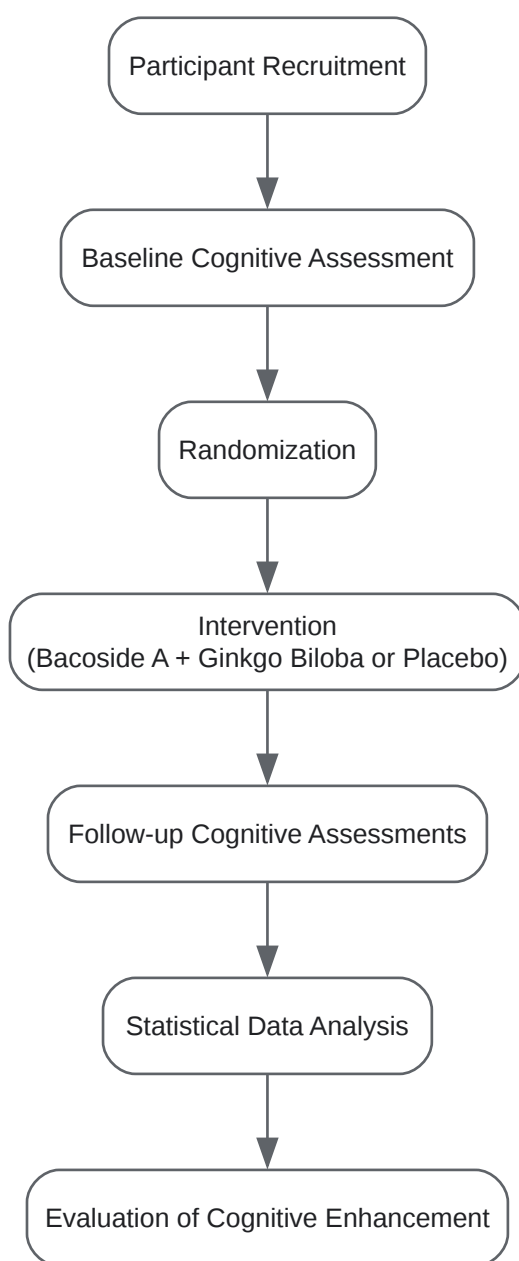 Participant Recruitment
Baseline Cognitive Assessment
Randomization
Intervention
(Bacoside A + Ginkgo Biloba or Placebo)
Follow-up Cognitive Assessments
Statistical Data Analysis
Evaluation of Cognitive Enhancement